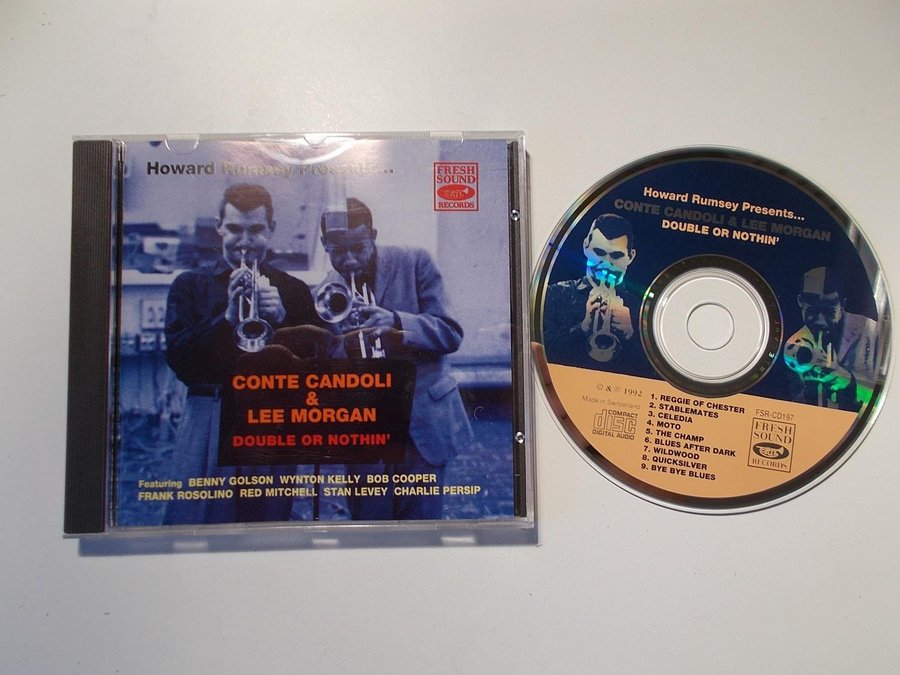 Howard Rumsey Presents...
FRESH
SOUND
RECORDS
CONTE CANDOLI
&
LEE MORGAN
DOUBLE OR NOTHIN'
Featuring BENNY GOLSON WYNTON KELLY BOB COOPER
FRANK ROSOLINO RED MITCHELL STAN LEVEY CHARLIE PERSIP
Howard Rumsey Presents...
CONTE CANDOLI & LEE MORGAN
DOUBLE OR NOTHIN'
© & ℗ 1992
Made in Switzerland
COMPACT
disc
DIGITAL AUDIO
1. REGGIE OF CHESTER
2. STABLEMATES
3. CELEDIA
4. MOTO
5. THE CHAMP
6. BLUES AFTER DARK
7. WILDWOOD
8. QUICKSILVER
9. BYE BYE BLUES
FSR-CD197
FRESH
SOUND
RECORDS